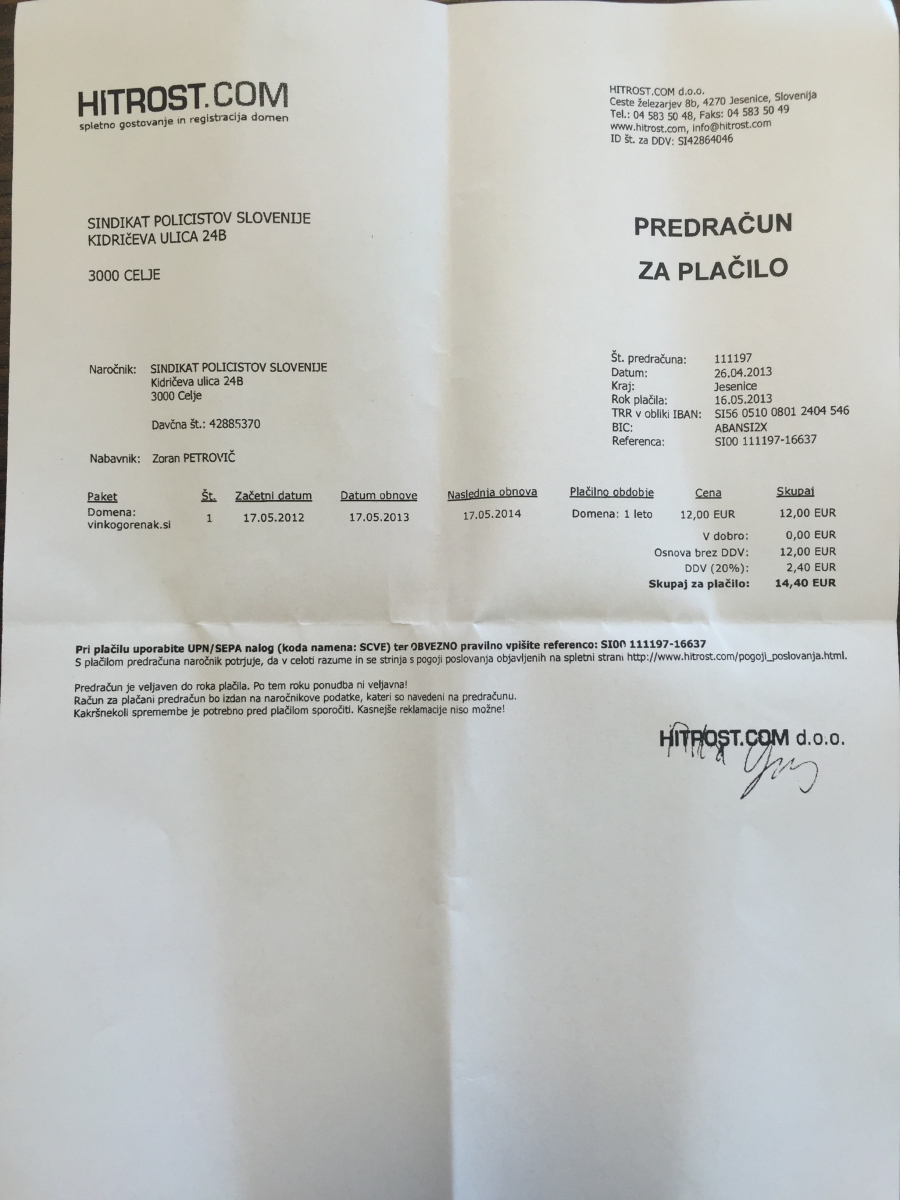 HITROST.COM
spletno gostovanje in registracija domen
HITROST.COM d.o.o.
Ceste železarjev 8b, 4270 Jesenice, Slovenija
Tel.: 04 583 50 48, Faks: 04 583 50 49
www.hitrost.com, info@hitrost.com
ID št. za DDV: SI42864046
SINDIKAT POLICISTOV SLOVENIJE
KIDRIČEVA ULICA 24B
3000 CELJE
PREDRAČUN
ZA PLAČILO
Naročnik: SINDIKAT POLICISTOV SLOVENIJE
Kidričeva ulica 24B
3000 Celje
Davčna št.: 42885370
Nabavnik: Zoran PETROVIČ
Št. predračuna: 111197
Datum: 26.04.2013
Kraj: Jesenice
Rok plačila: 16.05.2013
TRR v obliki IBAN: SI56 0510 0801 2404 546
BIC: ABANSI2X
Referenca: SI00 111197-16637
Paket Št. Začetni datum Datum obnove Naslednja obnova Plačilno obdobje Cena Skupaj
Domena:
vinkogorenak.si 1 17.05.2012 17.05.2013 17.05.2014 Domena: 1 leto 12,00 EUR 12,00 EUR
V dobro: 0,00 EUR
Osnova brez DDV: 12,00 EUR
DDV (20%): 2,40 EUR
Skupaj za plačilo: 14,40 EUR
Pri plačilu uporabite UPN/SEPA nalog (koda namena: SCVE) ter OBVEZNO pravilno vpišite referenco: SI00 111197-16637
S plačilom predračuna naročnik potrjuje, da v celoti razume in se strinja s pogoji poslovanja objavljenih na spletni strani http://www.hitrost.com/pogoji_poslovanja.html.
Predračun je veljaven do roka plačila. Po tem roku ponudba ni veljavna!
Račun za plačani predračun bo izdan na naročnikove podatke, kateri so navedeni na predračunu.
Kakršnekoli spremembe je potrebno pred plačilom sporočiti. Kasnejše reklamacije niso možne!
HITROST.COM d.o.o.